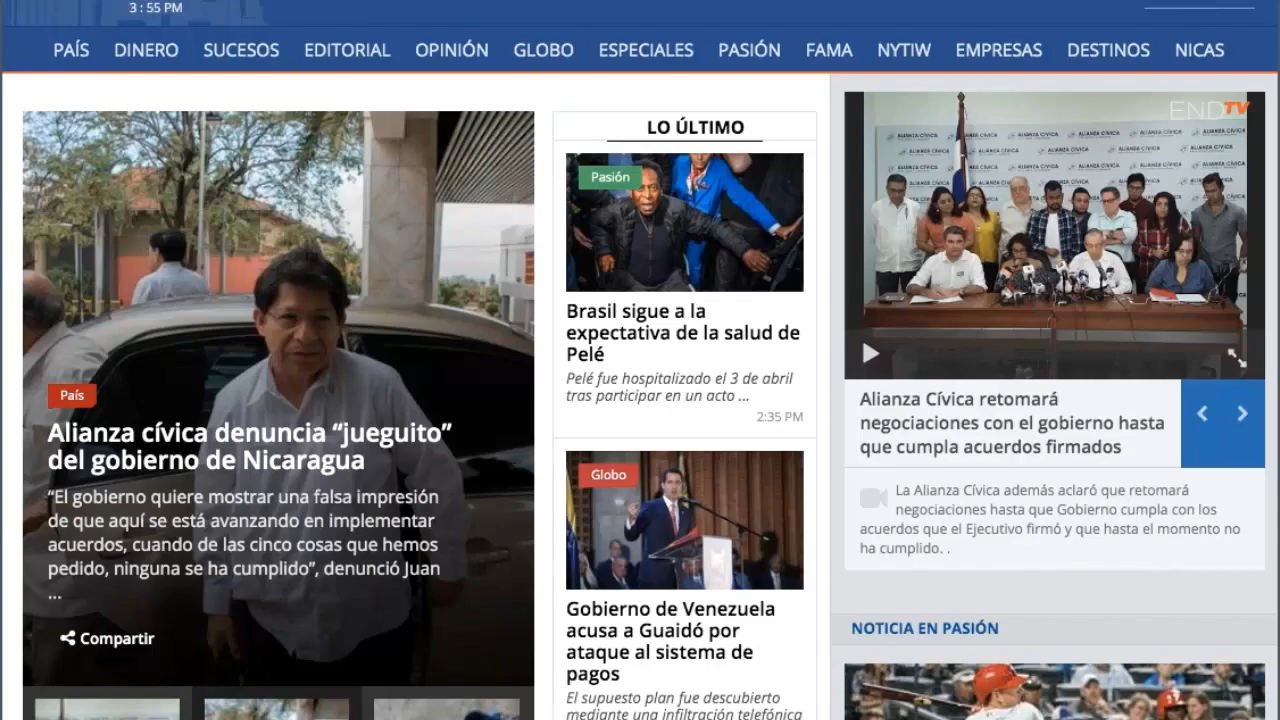 3 : 55 PM
PAÍS DINERO SUCESOS EDITORIAL OPINIÓN GLOBO ESPECIALES PASIÓN FAMA NYTIW EMPRESAS DESTINOS NICAS
País
Alianza cívica denuncia “jueguito”
del gobierno de Nicaragua
“El gobierno quiere mostrar una falsa impresión
de que aquí se está avanzando en implementar
acuerdos, cuando de las cinco cosas que hemos
pedido, ninguna se ha cumplido”, denunció Juan
...
Compartir
LO ÚLTIMO
Pasión
Brasil sigue a la
expectativa de la salud de
Pelé
Pelé fue hospitalizado el 3 de abril
tras participar en un acto ...
2:35 PM
Globo
Gobierno de Venezuela
acusa a Guaidó por
ataque al sistema de
pagos
El supuesto plan fue descubierto
mediante una infiltración telefónica
ENDTV
ALIANZA CÍVICA
Alianza Cívica retomará
negociaciones con el gobierno hasta
que cumpla acuerdos firmados
La Alianza Cívica además aclaró que retomará
negociaciones hasta que Gobierno cumpla con los
acuerdos que el Ejecutivo firmó y que hasta el momento no
ha cumplido. .
NOTICIA EN PASIÓN